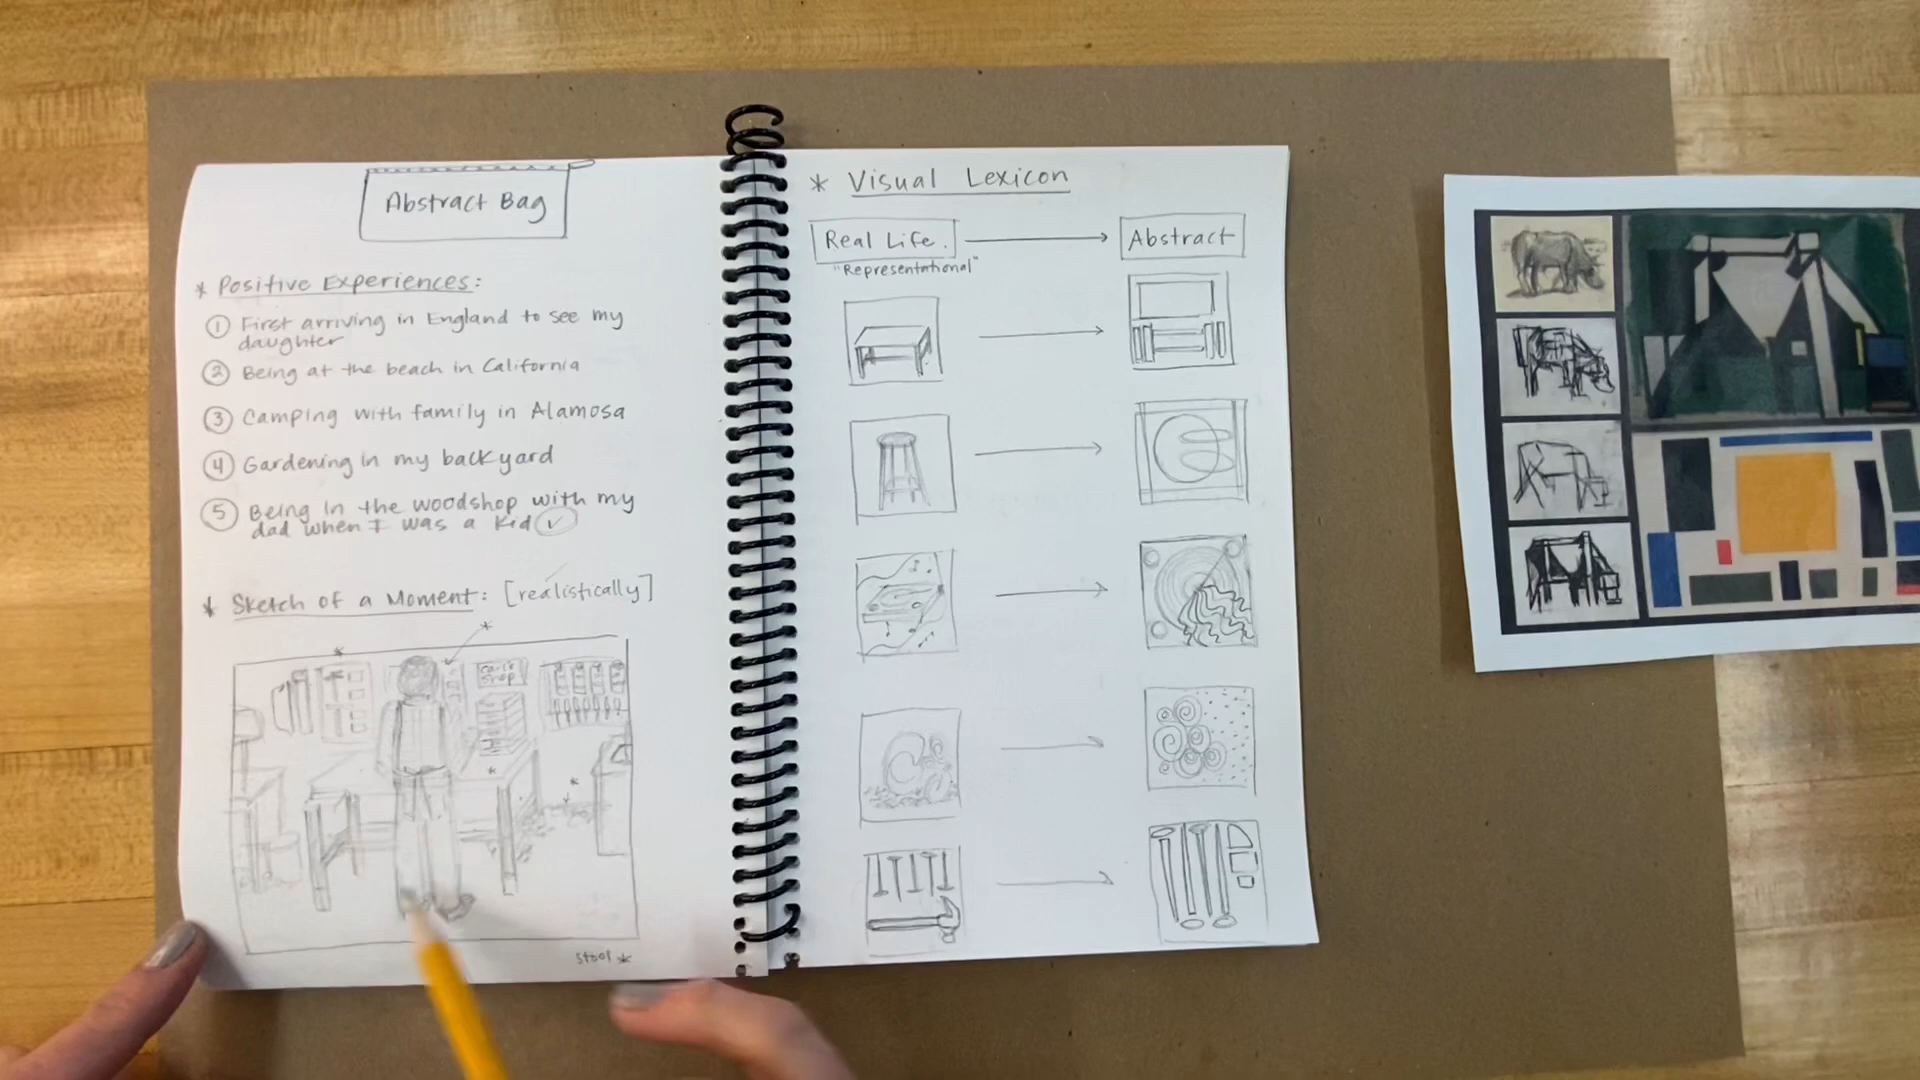 Abstract Bag
* Positive Experiences:
① First arriving in England to see my
daughter
② Being at the beach in California
③ Camping with family in Alamosa
④ Gardening in my backyard
⑤ Being in the woodshop with my
dad when I was a kid ✓
* Sketch of a Moment: [realistically]
Shop
Stool *
* Visual Lexicon
Real Life. → Abstract
"Representational"